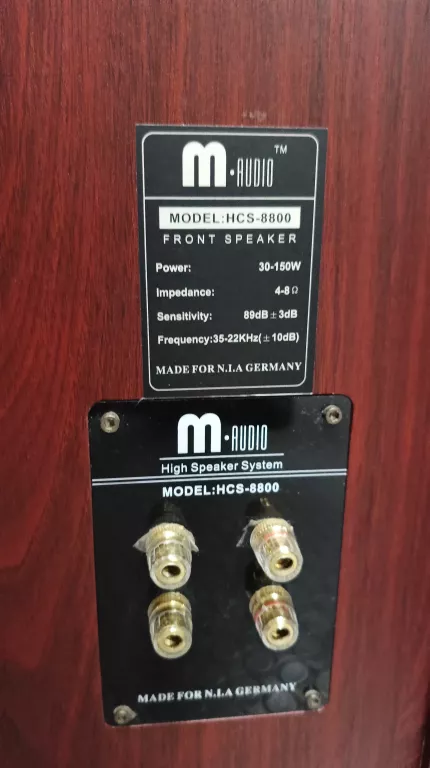 m·AUDIO™
MODEL:HCS-8800
FRONT SPEAKER
Power: 30-150W
Impedance: 4-8Ω
Sensitivity: 89dB±3dB
Frequency:35-22KHz(±10dB)
MADE FOR N.I.A GERMANY
m·AUDIO
High Speaker System
MODEL:HCS-8800
MADE FOR N.I.A GERMANY